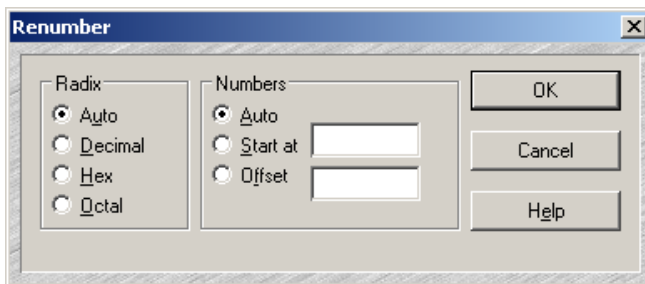 Renumber
Radix
Auto
Decimal
Hex
Octal
Numbers
Auto
Start at
Offset
OK
Cancel
Help